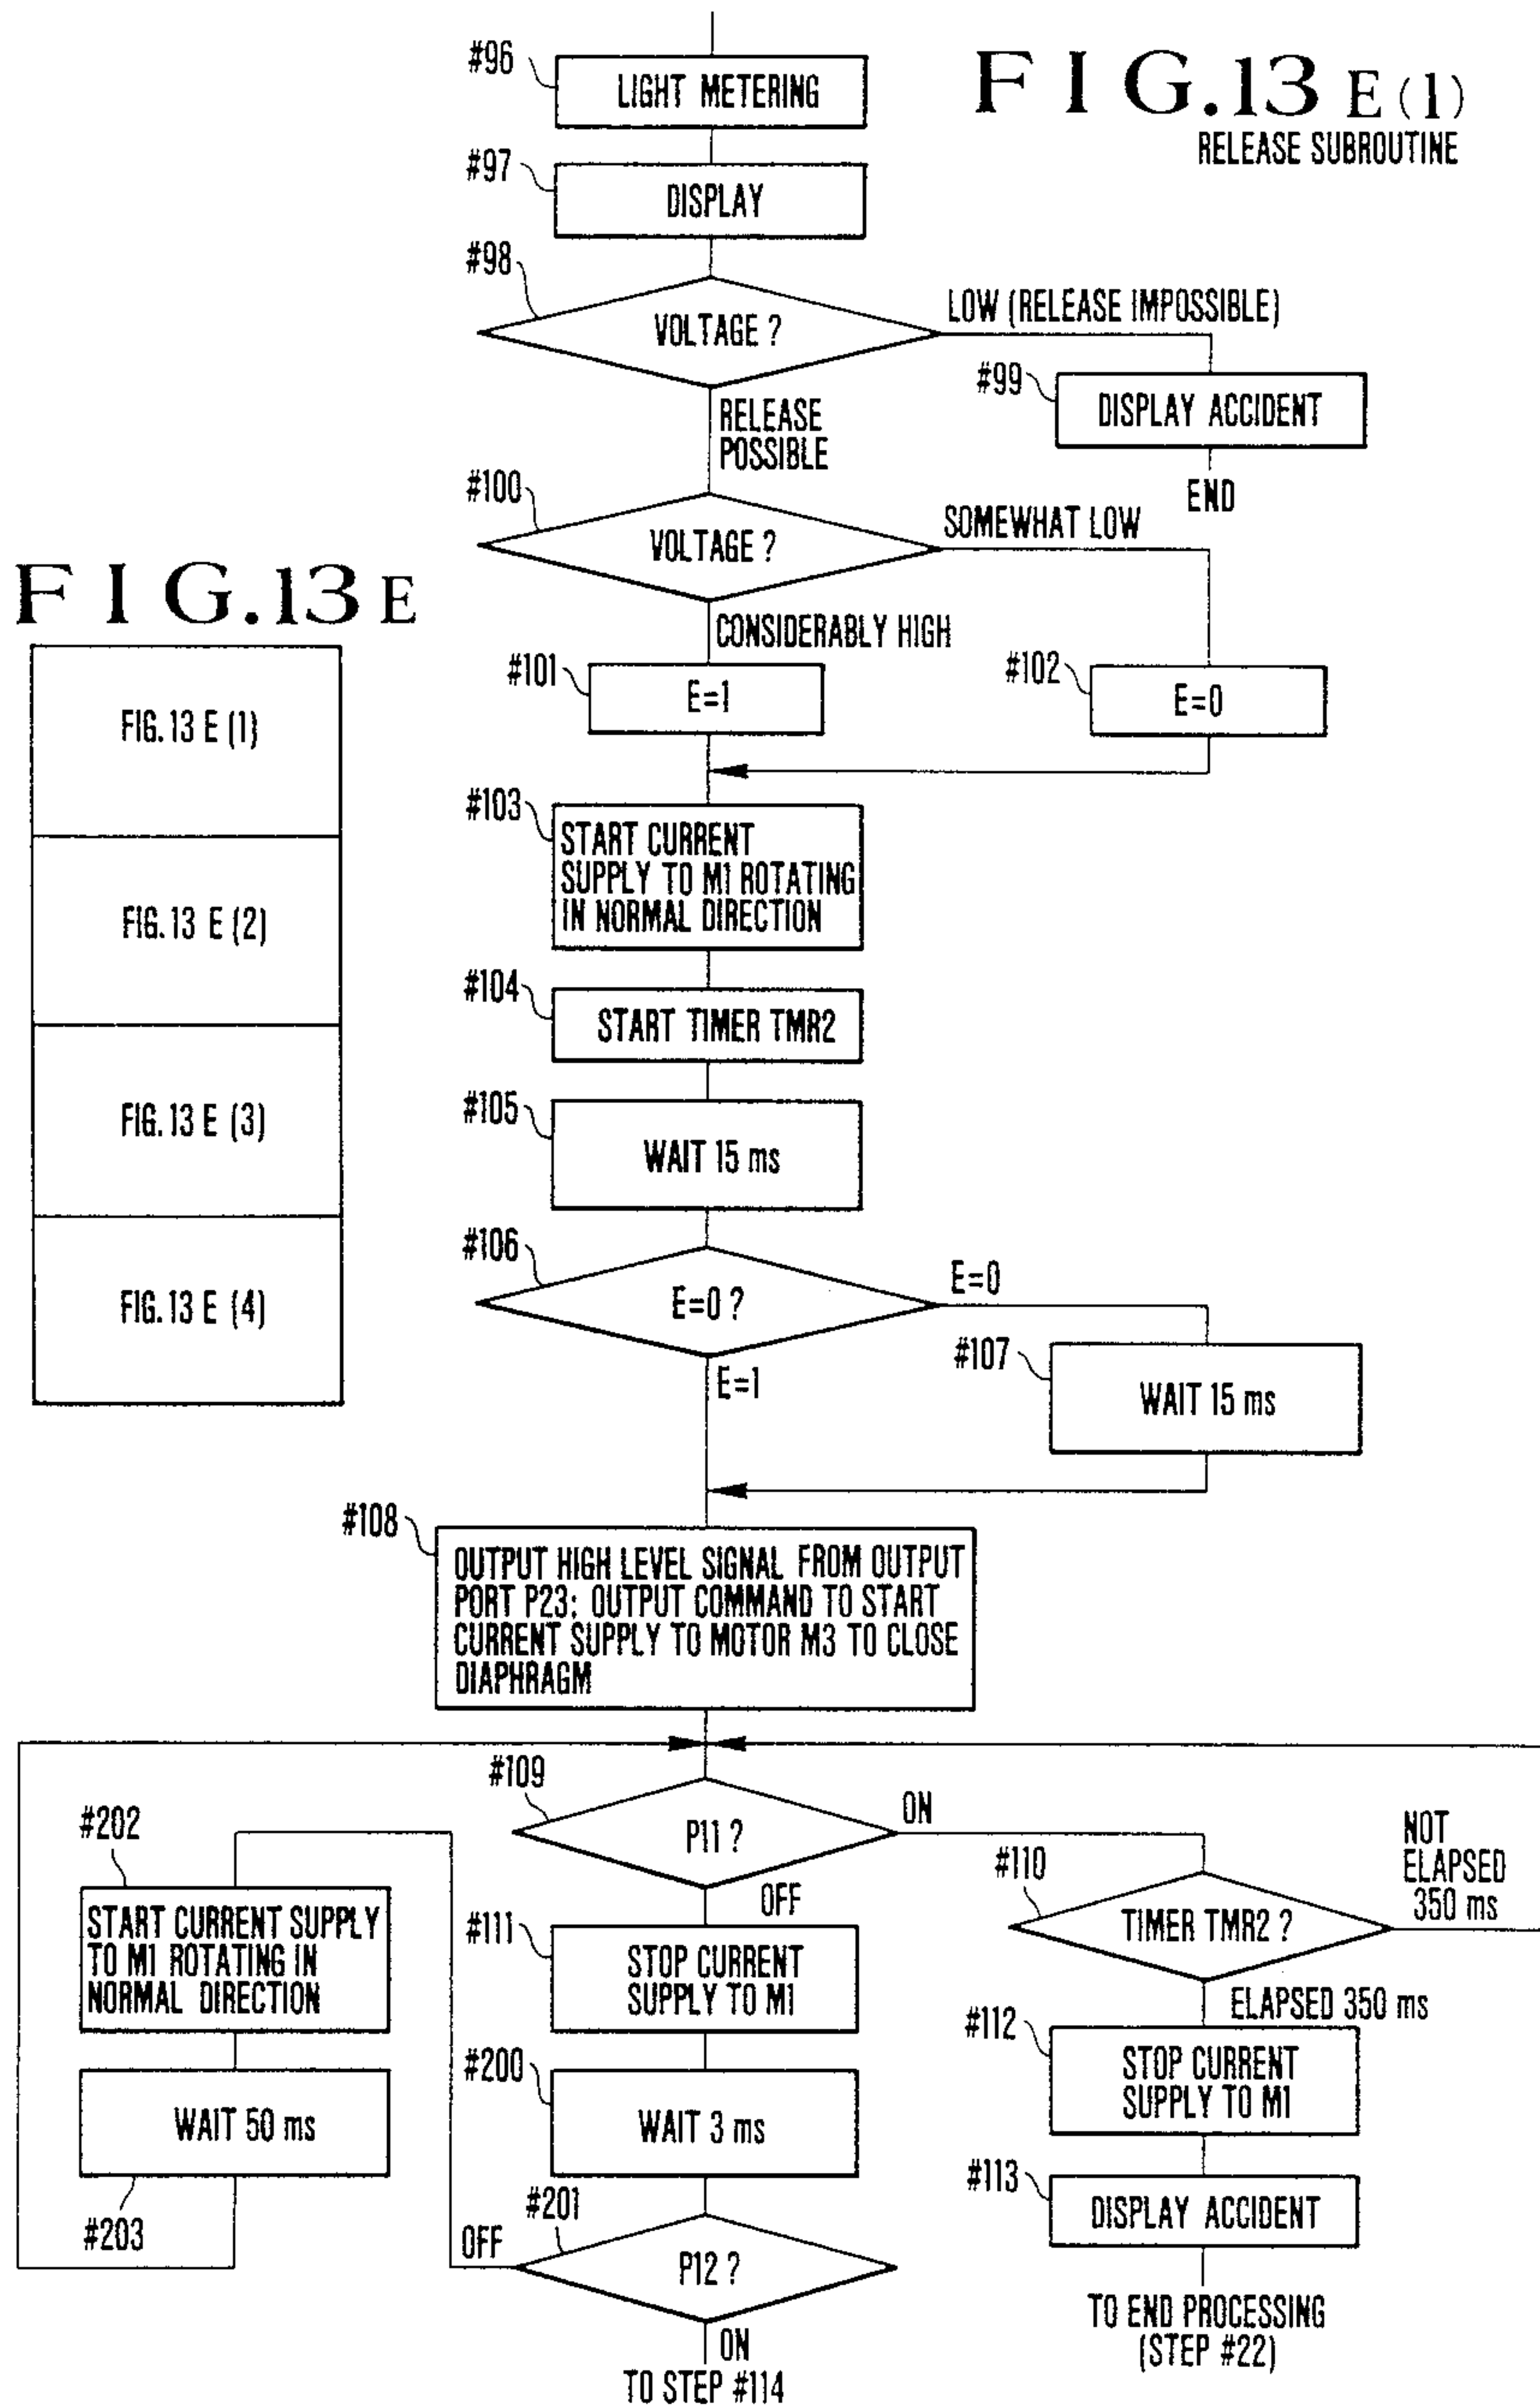 FIG.13E(1)
RELEASE SUBROUTINE
#96
LIGHT METERING
#97
DISPLAY
#98
VOLTAGE ?
LOW (RELEASE IMPOSSIBLE)
#99
DISPLAY ACCIDENT
END
RELEASE
POSSIBLE
#100
VOLTAGE ?
SOMEWHAT LOW
CONSIDERABLY HIGH
#101
E=1
#102
E=0
FIG.13E
FIG. 13 E (1)
FIG. 13 E (2)
FIG. 13 E (3)
FIG. 13 E (4)
#103
START CURRENT
SUPPLY TO M1 ROTATING
IN NORMAL DIRECTION
#104
START TIMER TMR2
#105
WAIT 15 ms
#106
E=0 ?
E=0
E=1
#107
WAIT 15 ms
#108
OUTPUT HIGH LEVEL SIGNAL FROM OUTPUT
PORT P23: OUTPUT COMMAND TO START
CURRENT SUPPLY TO MOTOR M3 TO CLOSE
DIAPHRAGM
#109
P11 ?
ON
OFF
#110
TIMER TMR2 ?
NOT
ELAPSED
350 ms
ELAPSED 350 ms
#111
STOP CURRENT
SUPPLY TO M1
#112
STOP CURRENT
SUPPLY TO M1
#113
DISPLAY ACCIDENT
TO END PROCESSING
(STEP #22)
#200
WAIT 3 ms
#201
P12 ?
OFF
ON
TO STEP #114
#202
START CURRENT SUPPLY
TO M1 ROTATING IN
NORMAL DIRECTION
WAIT 50 ms
#203